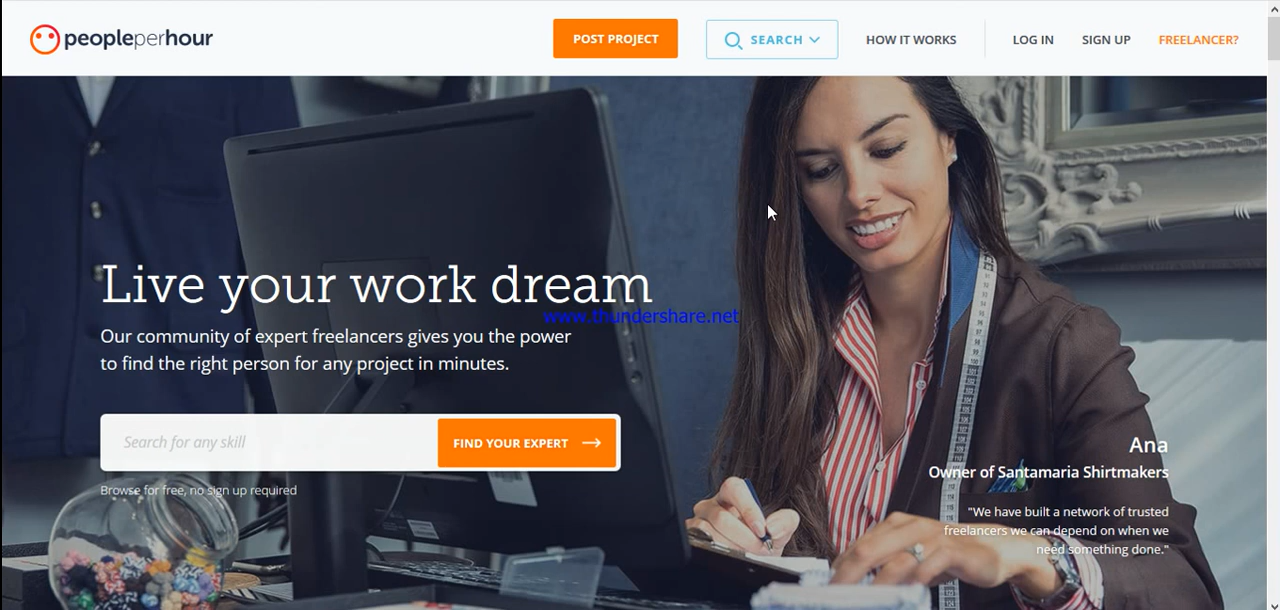 peopleperhour
POST PROJECT
SEARCH
HOW IT WORKS
LOG IN
SIGN UP
FREELANCER?
Live your work dream
www.thundershare.net
Our community of expert freelancers gives you the power
to find the right person for any project in minutes.
Search for any skill
FIND YOUR EXPERT
Browse for free, no sign up required
Ana
Owner of Santamaria Shirtmakers
"We have built a network of trusted
freelancers we can depend on when we
need something done."